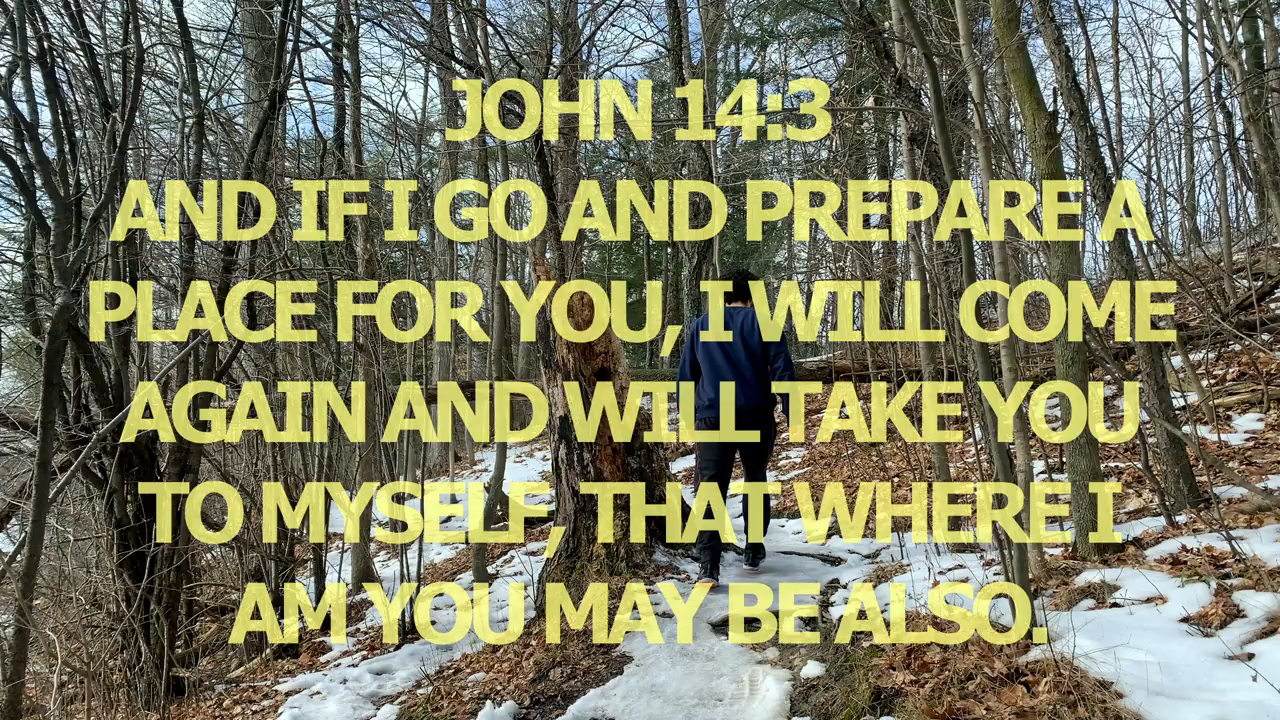 JOHN 14:3
AND IF I GO AND PREPARE A
PLACE FOR YOU, I WILL COME
AGAIN AND WILL TAKE YOU
TO MYSELF, THAT WHERE I
AM YOU MAY BE ALSO.